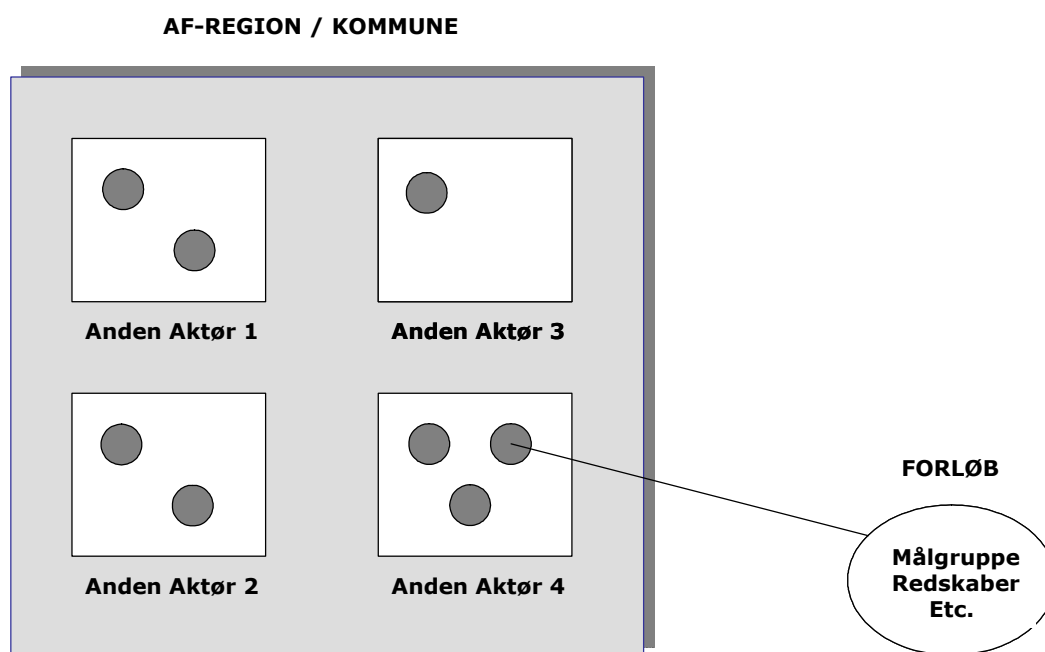 AF-REGION / KOMMUNE
Anden Aktør 1
Anden Aktør 3
Anden Aktør 2
Anden Aktør 4
FORLØB
Målgruppe
Redskaber
Etc.